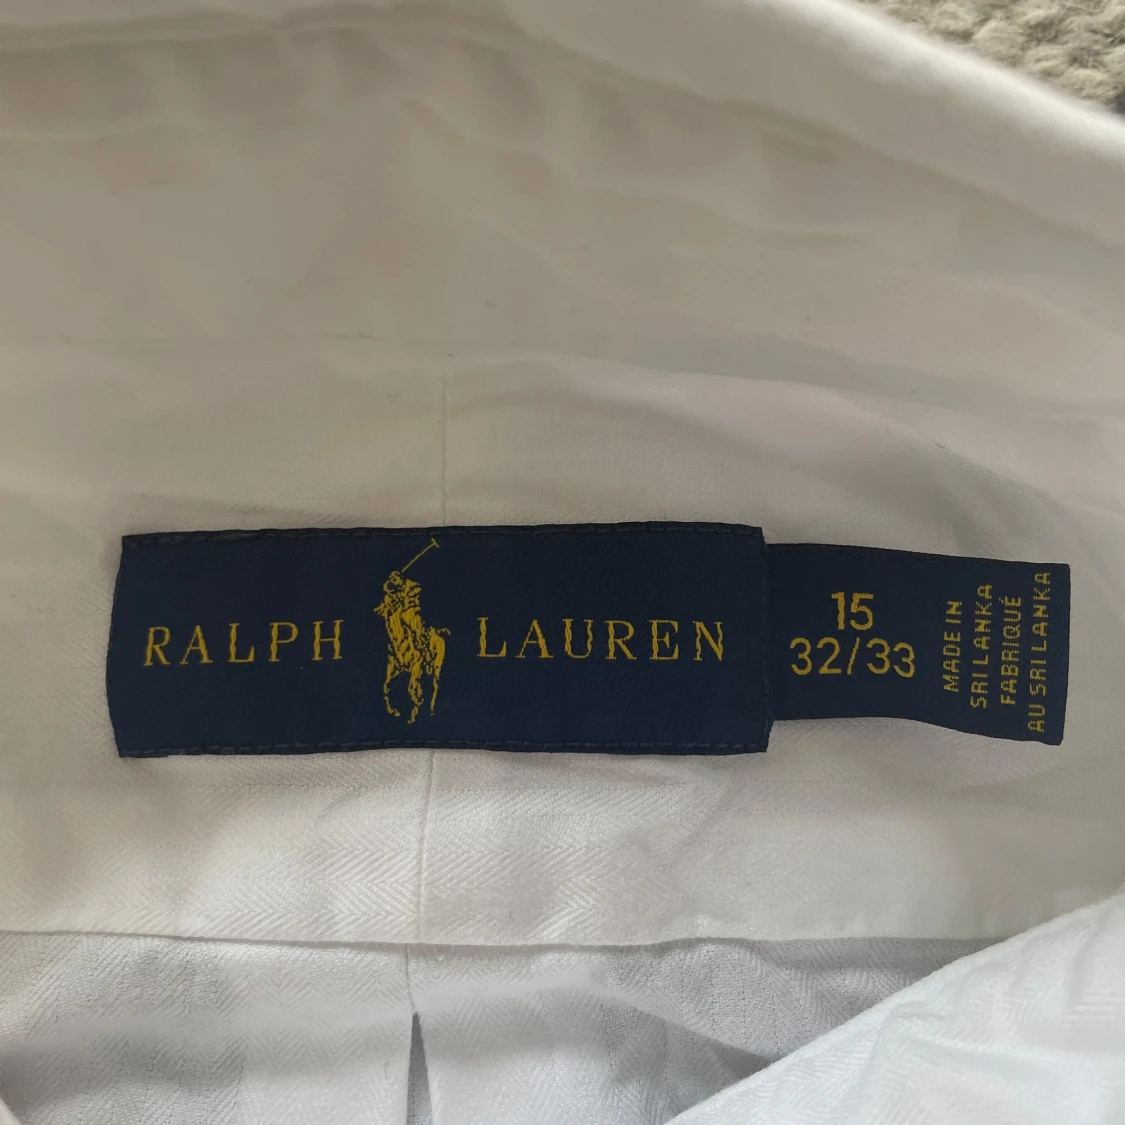 RALPH LAUREN
15
32/33
MADE IN
SRI LANKA
FABRIQUÉ
AU SRI LANKA